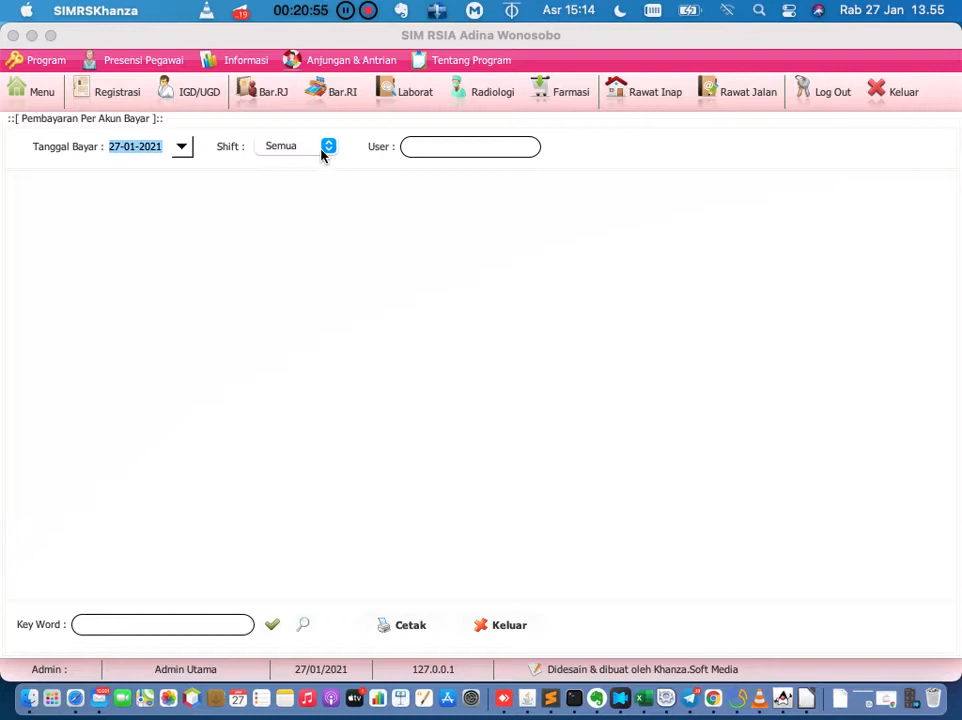 SIMRSKhanza 19 00:20:55 Asr 15:14 Rab 27 Jan 13.55
SIM RSIA Adina Wonosobo
Program Presensi Pegawai Informasi Anjungan & Antrian Tentang Program
Menu Registrasi IGD/UGD Bar.RJ Bar.RI Laborat Radiologi Farmasi Rawat Inap Rawat Jalan Log Out Keluar
::[ Pembayaran Per Akun Bayar ]::
Tanggal Bayar : 27-01-2021 Shift : Semua User :
Key Word : Cetak Keluar
Admin : Admin Utama 27/01/2021 127.0.0.1 Didesain & dibuat oleh Khanza.Soft Media
27